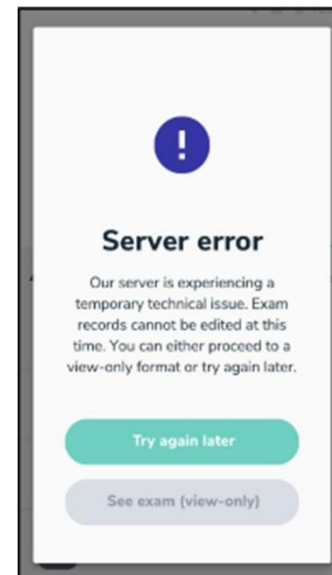 !
Server error
Our server is experiencing a
temporary technical issue. Exam
records cannot be edited at this
time. You can either proceed to a
view-only format or try again later.
Try again later
See exam (view-only)